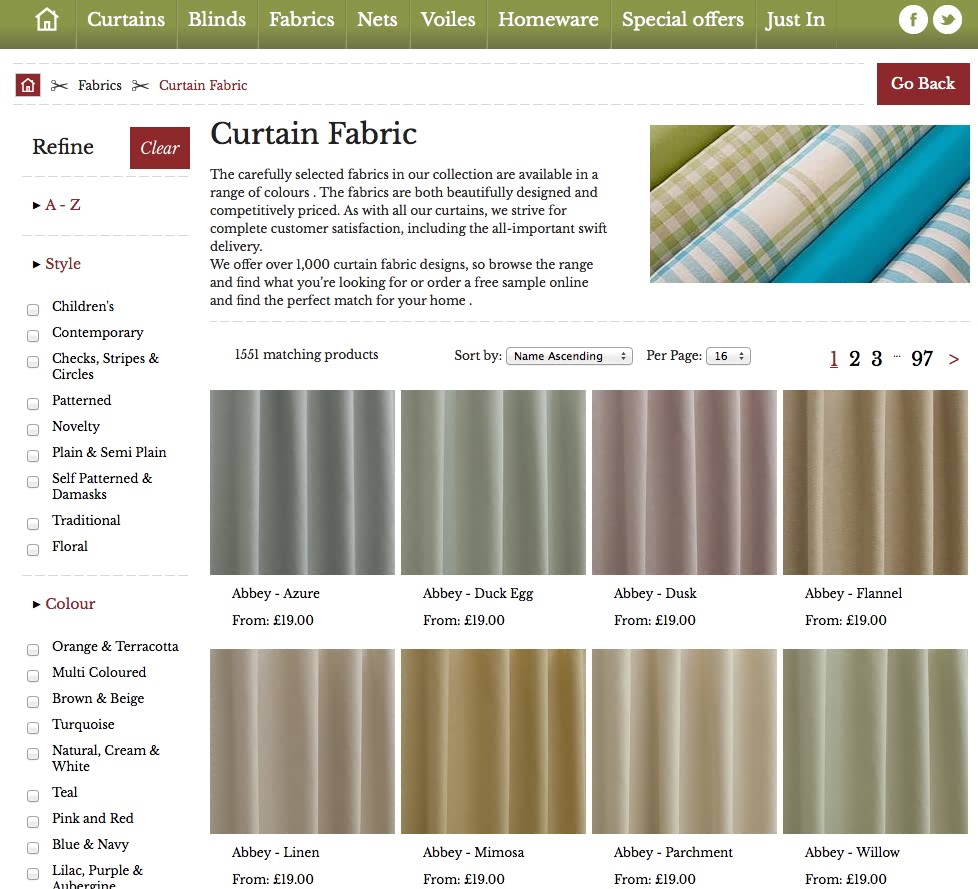 Curtains Blinds Fabrics Nets Voiles Homeware Special offers Just In
Fabrics Curtain Fabric
Go Back
Refine
Clear
A - Z
Style
Children's
Contemporary
Checks, Stripes &
Circles
Patterned
Novelty
Plain & Semi Plain
Self Patterned &
Damasks
Traditional
Floral
Colour
Orange & Terracotta
Multi Coloured
Brown & Beige
Turquoise
Natural, Cream &
White
Teal
Pink and Red
Blue & Navy
Lilac, Purple &
Aubergine
Curtain Fabric
The carefully selected fabrics in our collection are available in a
range of colours . The fabrics are both beautifully designed and
competitively priced. As with all our curtains, we strive for
complete customer satisfaction, including the all-important swift
delivery.
We offer over 1,000 curtain fabric designs, so browse the range
and find what you're looking for or order a free sample online
and find the perfect match for your home .
1551 matching products
Sort by: Name Ascending Per Page: 16
1 2 3 ... 97 >
Abbey - Azure
From: £19.00
Abbey - Duck Egg
From: £19.00
Abbey - Dusk
From: £19.00
Abbey - Flannel
From: £19.00
Abbey - Linen
From: £19.00
Abbey - Mimosa
From: £19.00
Abbey - Parchment
From: £19.00
Abbey - Willow
From: £19.00